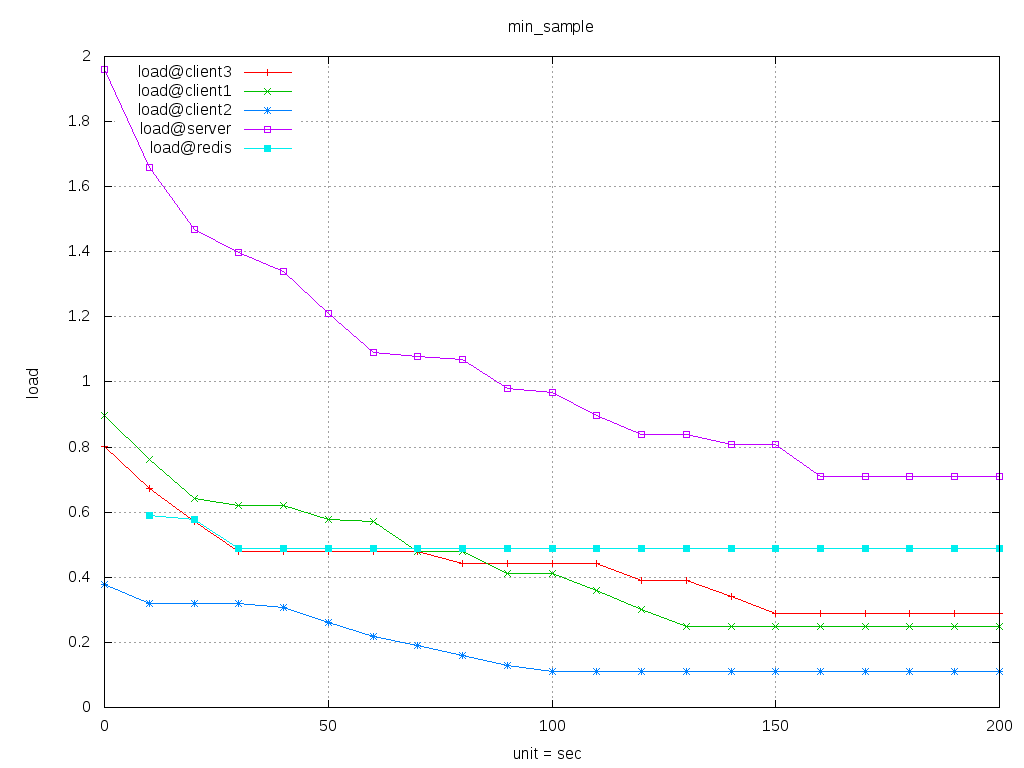 min_sample
load@client3
load@client1
load@client2
load@server
load@redis
2
1.8
1.6
1.4
1.2
1
0.8
0.6
0.4
0.2
0
load
0 50 100 150 200
unit = sec